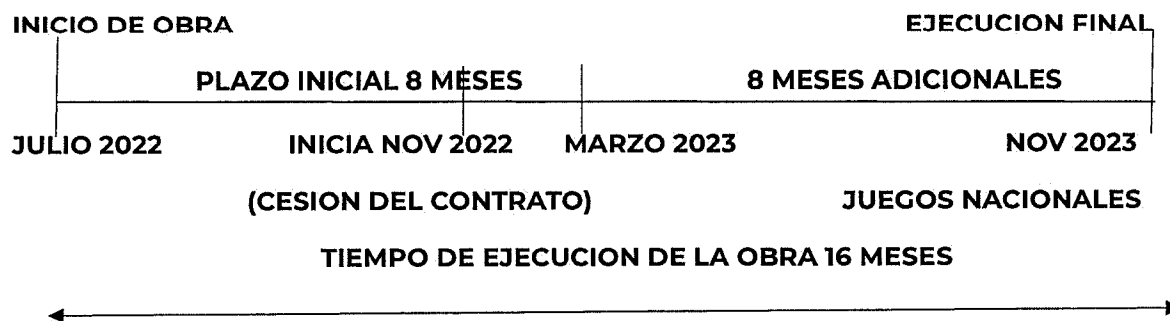 INICIO DE OBRA EJECUCION FINAL
PLAZO INICIAL 8 MESES 8 MESES ADICIONALES
JULIO 2022 INICIA NOV 2022 MARZO 2023 NOV 2023
(CESION DEL CONTRATO) JUEGOS NACIONALES
TIEMPO DE EJECUCION DE LA OBRA 16 MESES